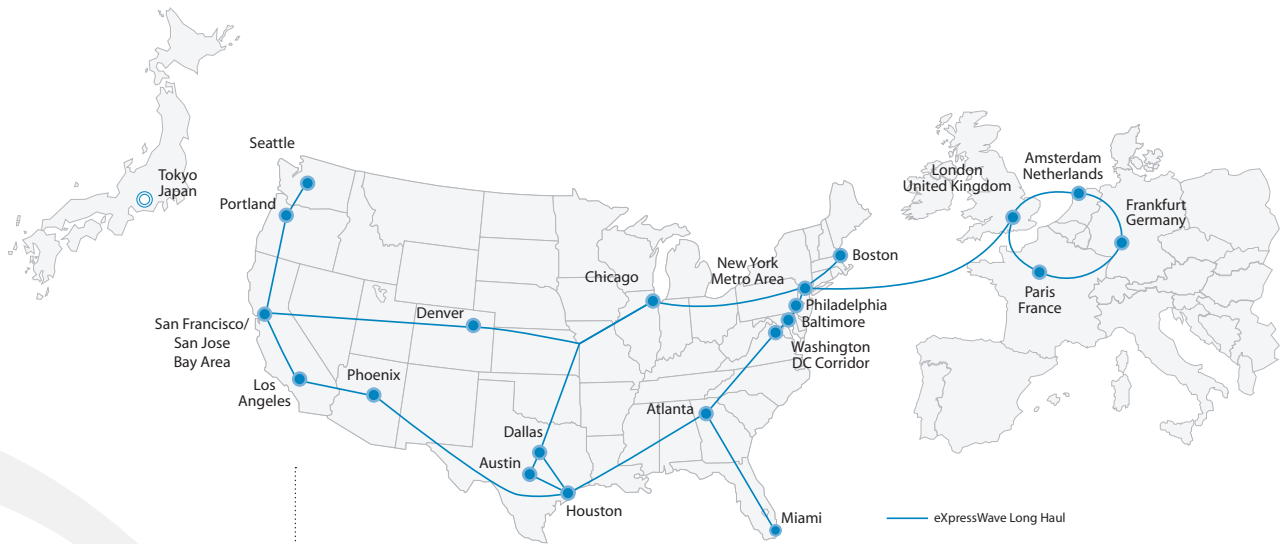 Seattle
Tokyo
Japan
Portland
San Francisco/
San Jose
Bay Area
Los
Angeles
Phoenix
Denver
Dallas
Austin
Houston
Chicago
Atlanta
Miami
New York
Metro Area
Boston
Philadelphia
Baltimore
Washington
DC Corridor
London
United Kingdom
Amsterdam
Netherlands
Frankfurt
Germany
Paris
France
eXpressWave Long Haul